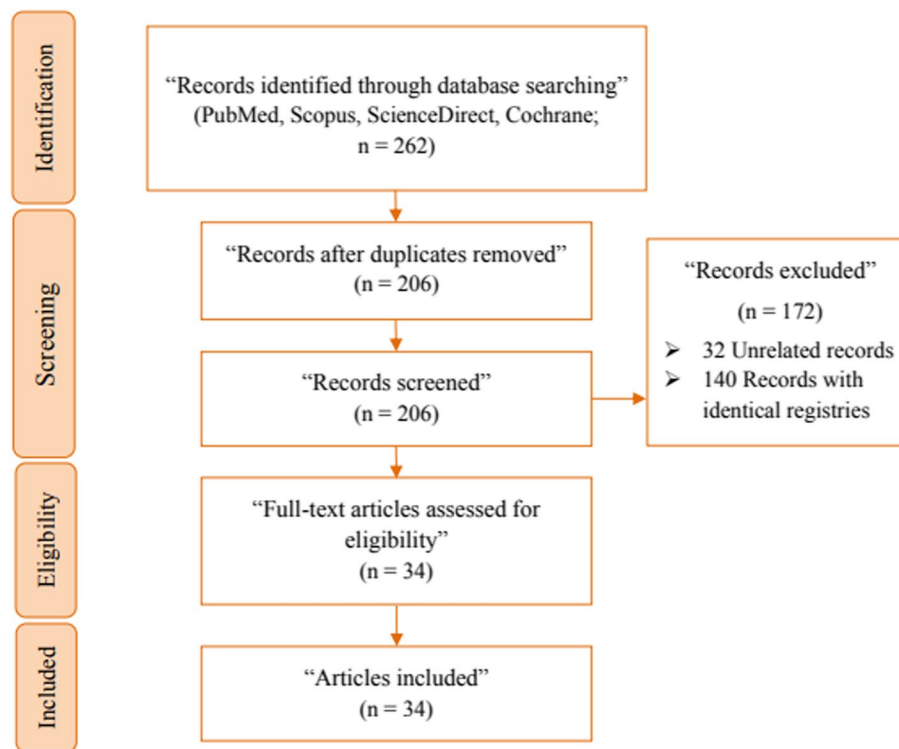 Identification
“Records identified through database searching”
(PubMed, Scopus, ScienceDirect, Cochrane;
n = 262)
Screening
“Records after duplicates removed”
(n = 206)
“Records screened”
(n = 206)
“Records excluded”
(n = 172)
➢ 32 Unrelated records
➢ 140 Records with
identical registries
Eligibility
“Full-text articles assessed for
eligibility”
(n = 34)
Included
“Articles included”
(n = 34)